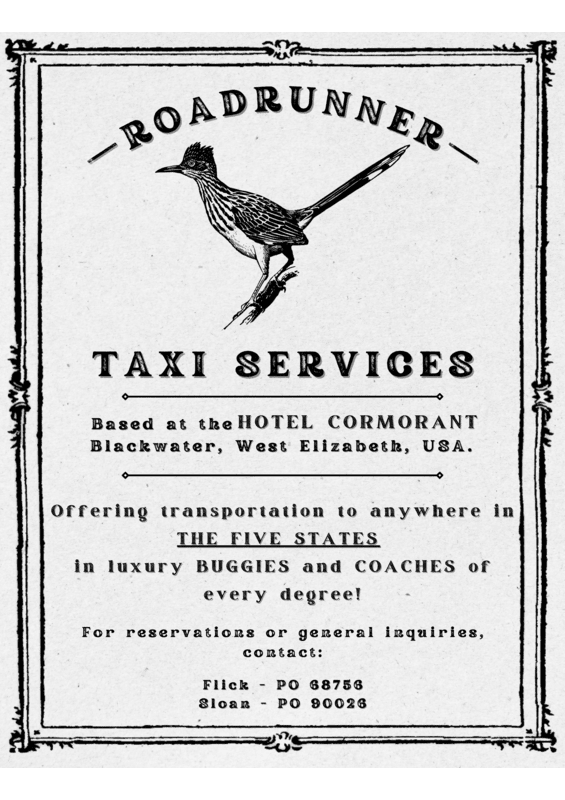 ROADRUNNER
TAXI SERVICES
Based at the HOTEL CORMORANT
Blackwater, West Elizabeth, USA.
Offering transportation to anywhere in
THE FIVE STATES
in luxury BUGGIES and COACHES of
every degree!
For reservations or general inquiries,
contact:
Flick - PO 68756
Sloan - PO 90026